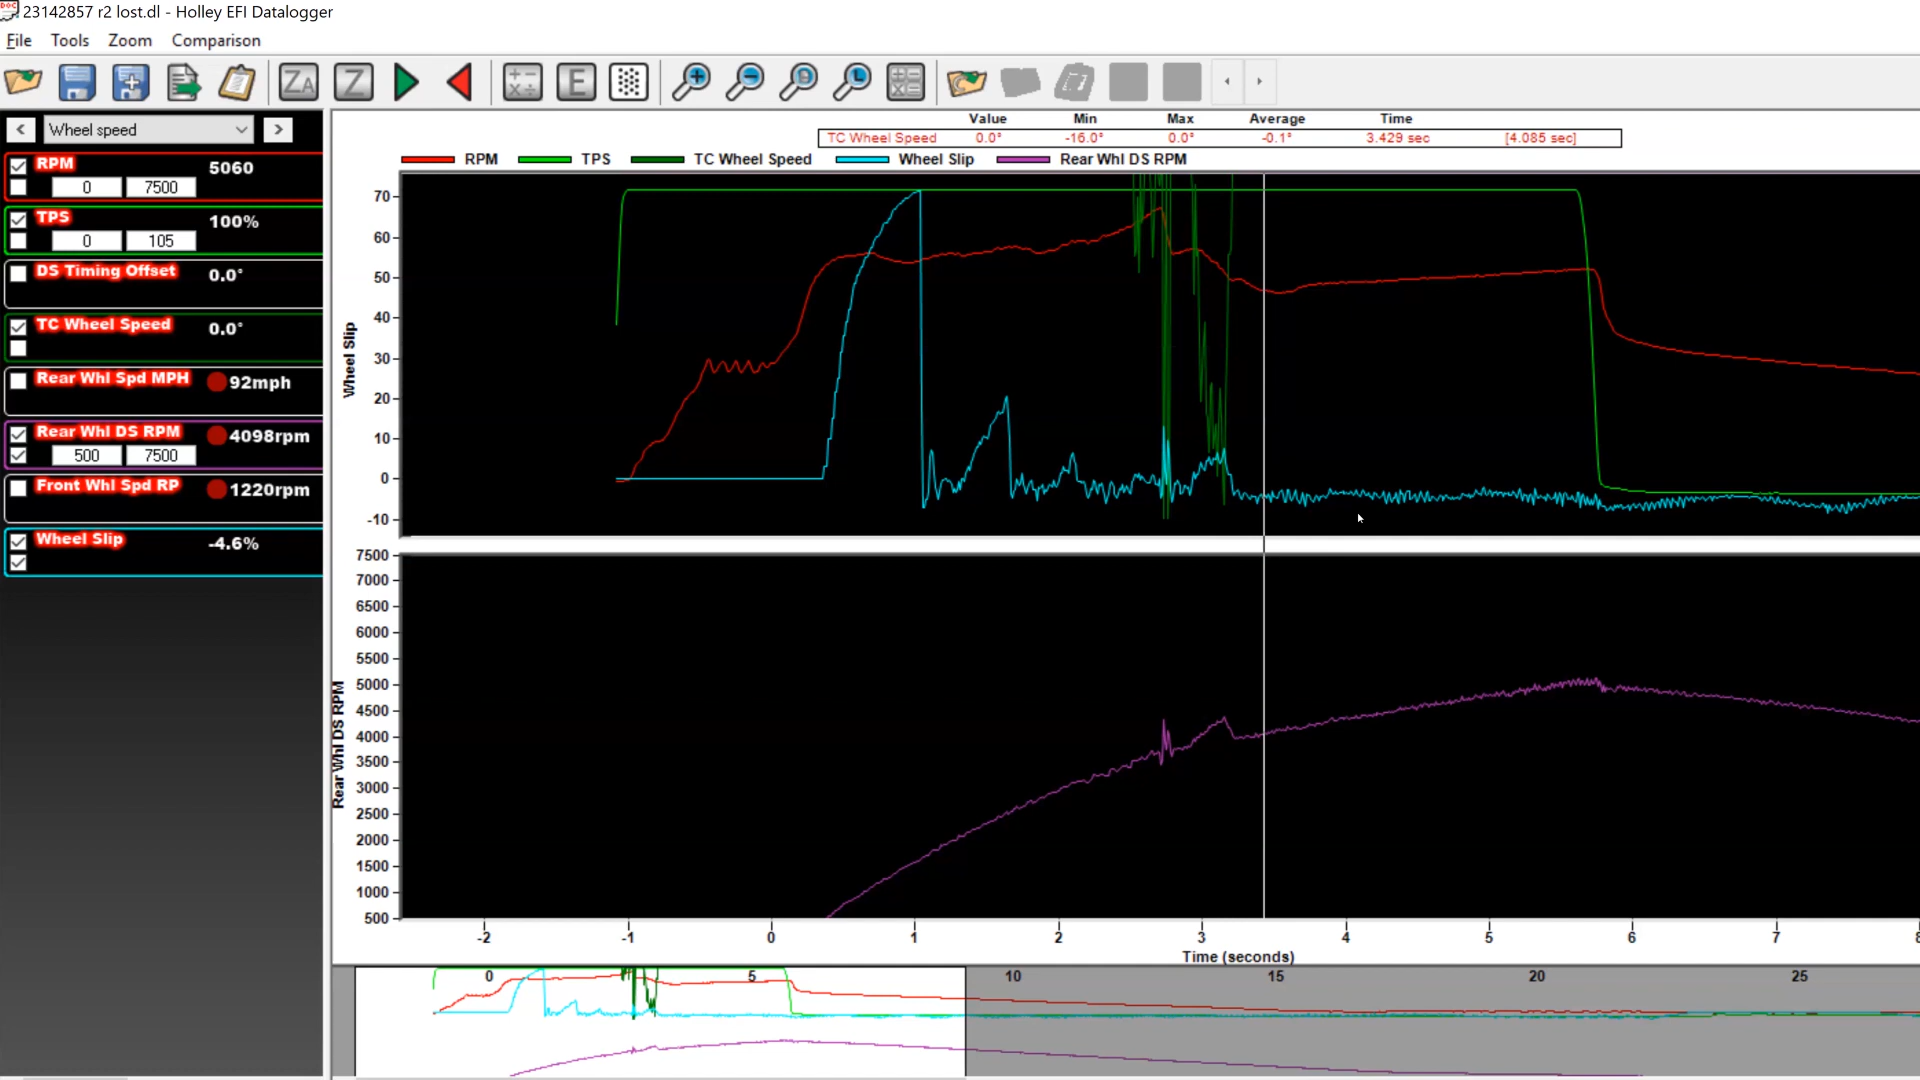 23142857 r2 lost.dl - Holley EFI Datalogger
File Tools Zoom Comparison
ZA Z E
Wheel speed
RPM 5060
0 7500
TPS 100%
0 105
DS Timing Offset 0.0°
TC Wheel Speed 0.0°
Rear Whl Spd MPH 92mph
Rear Whl DS RPM 4098rpm
500 7500
Front Whl Spd RP 1220rpm
Wheel Slip -4.6%
Value Min Max Average Time
TC Wheel Speed 0.0° -16.0° 0.0° -0.1° 3.429 sec [4.085 sec]
RPM TPS TC Wheel Speed Wheel Slip Rear Whl DS RPM
Wheel Slip
70
60
50
40
30
20
10
0
-10
Rear Whl DS RPM
7500
7000
6500
6000
5500
5000
4500
4000
3500
3000
2500
2000
1500
1000
500
-2 -1 0 1 2 3 4 5 6 7 8
Time (seconds)
0 5 10 15 20 25